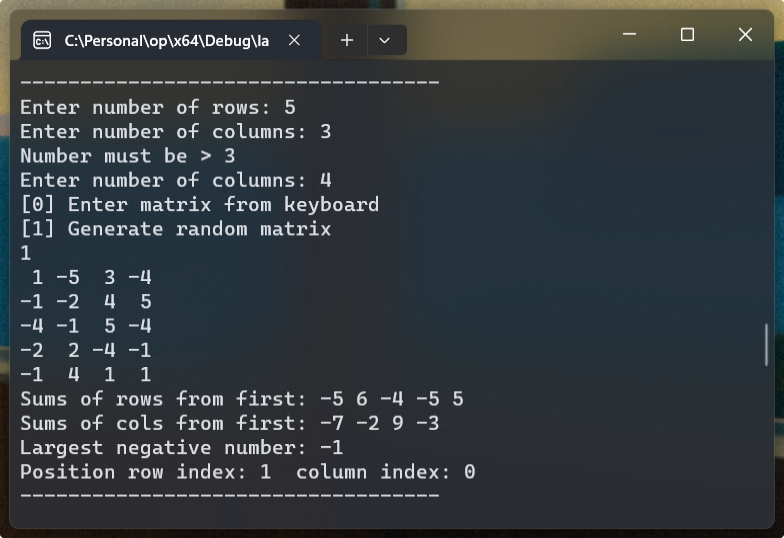 C:\Personal\op\x64\Debug\la
-----------------------------------
Enter number of rows: 5
Enter number of columns: 3
Number must be > 3
Enter number of columns: 4
[0] Enter matrix from keyboard
[1] Generate random matrix
1
 1 -5  3 -4
-1 -2  4  5
-4 -1  5 -4
-2  2 -4 -1
-1  4  1  1
Sums of rows from first: -5 6 -4 -5 5
Sums of cols from first: -7 -2 9 -3
Largest negative number: -1
Position row index: 1  column index: 0
-----------------------------------